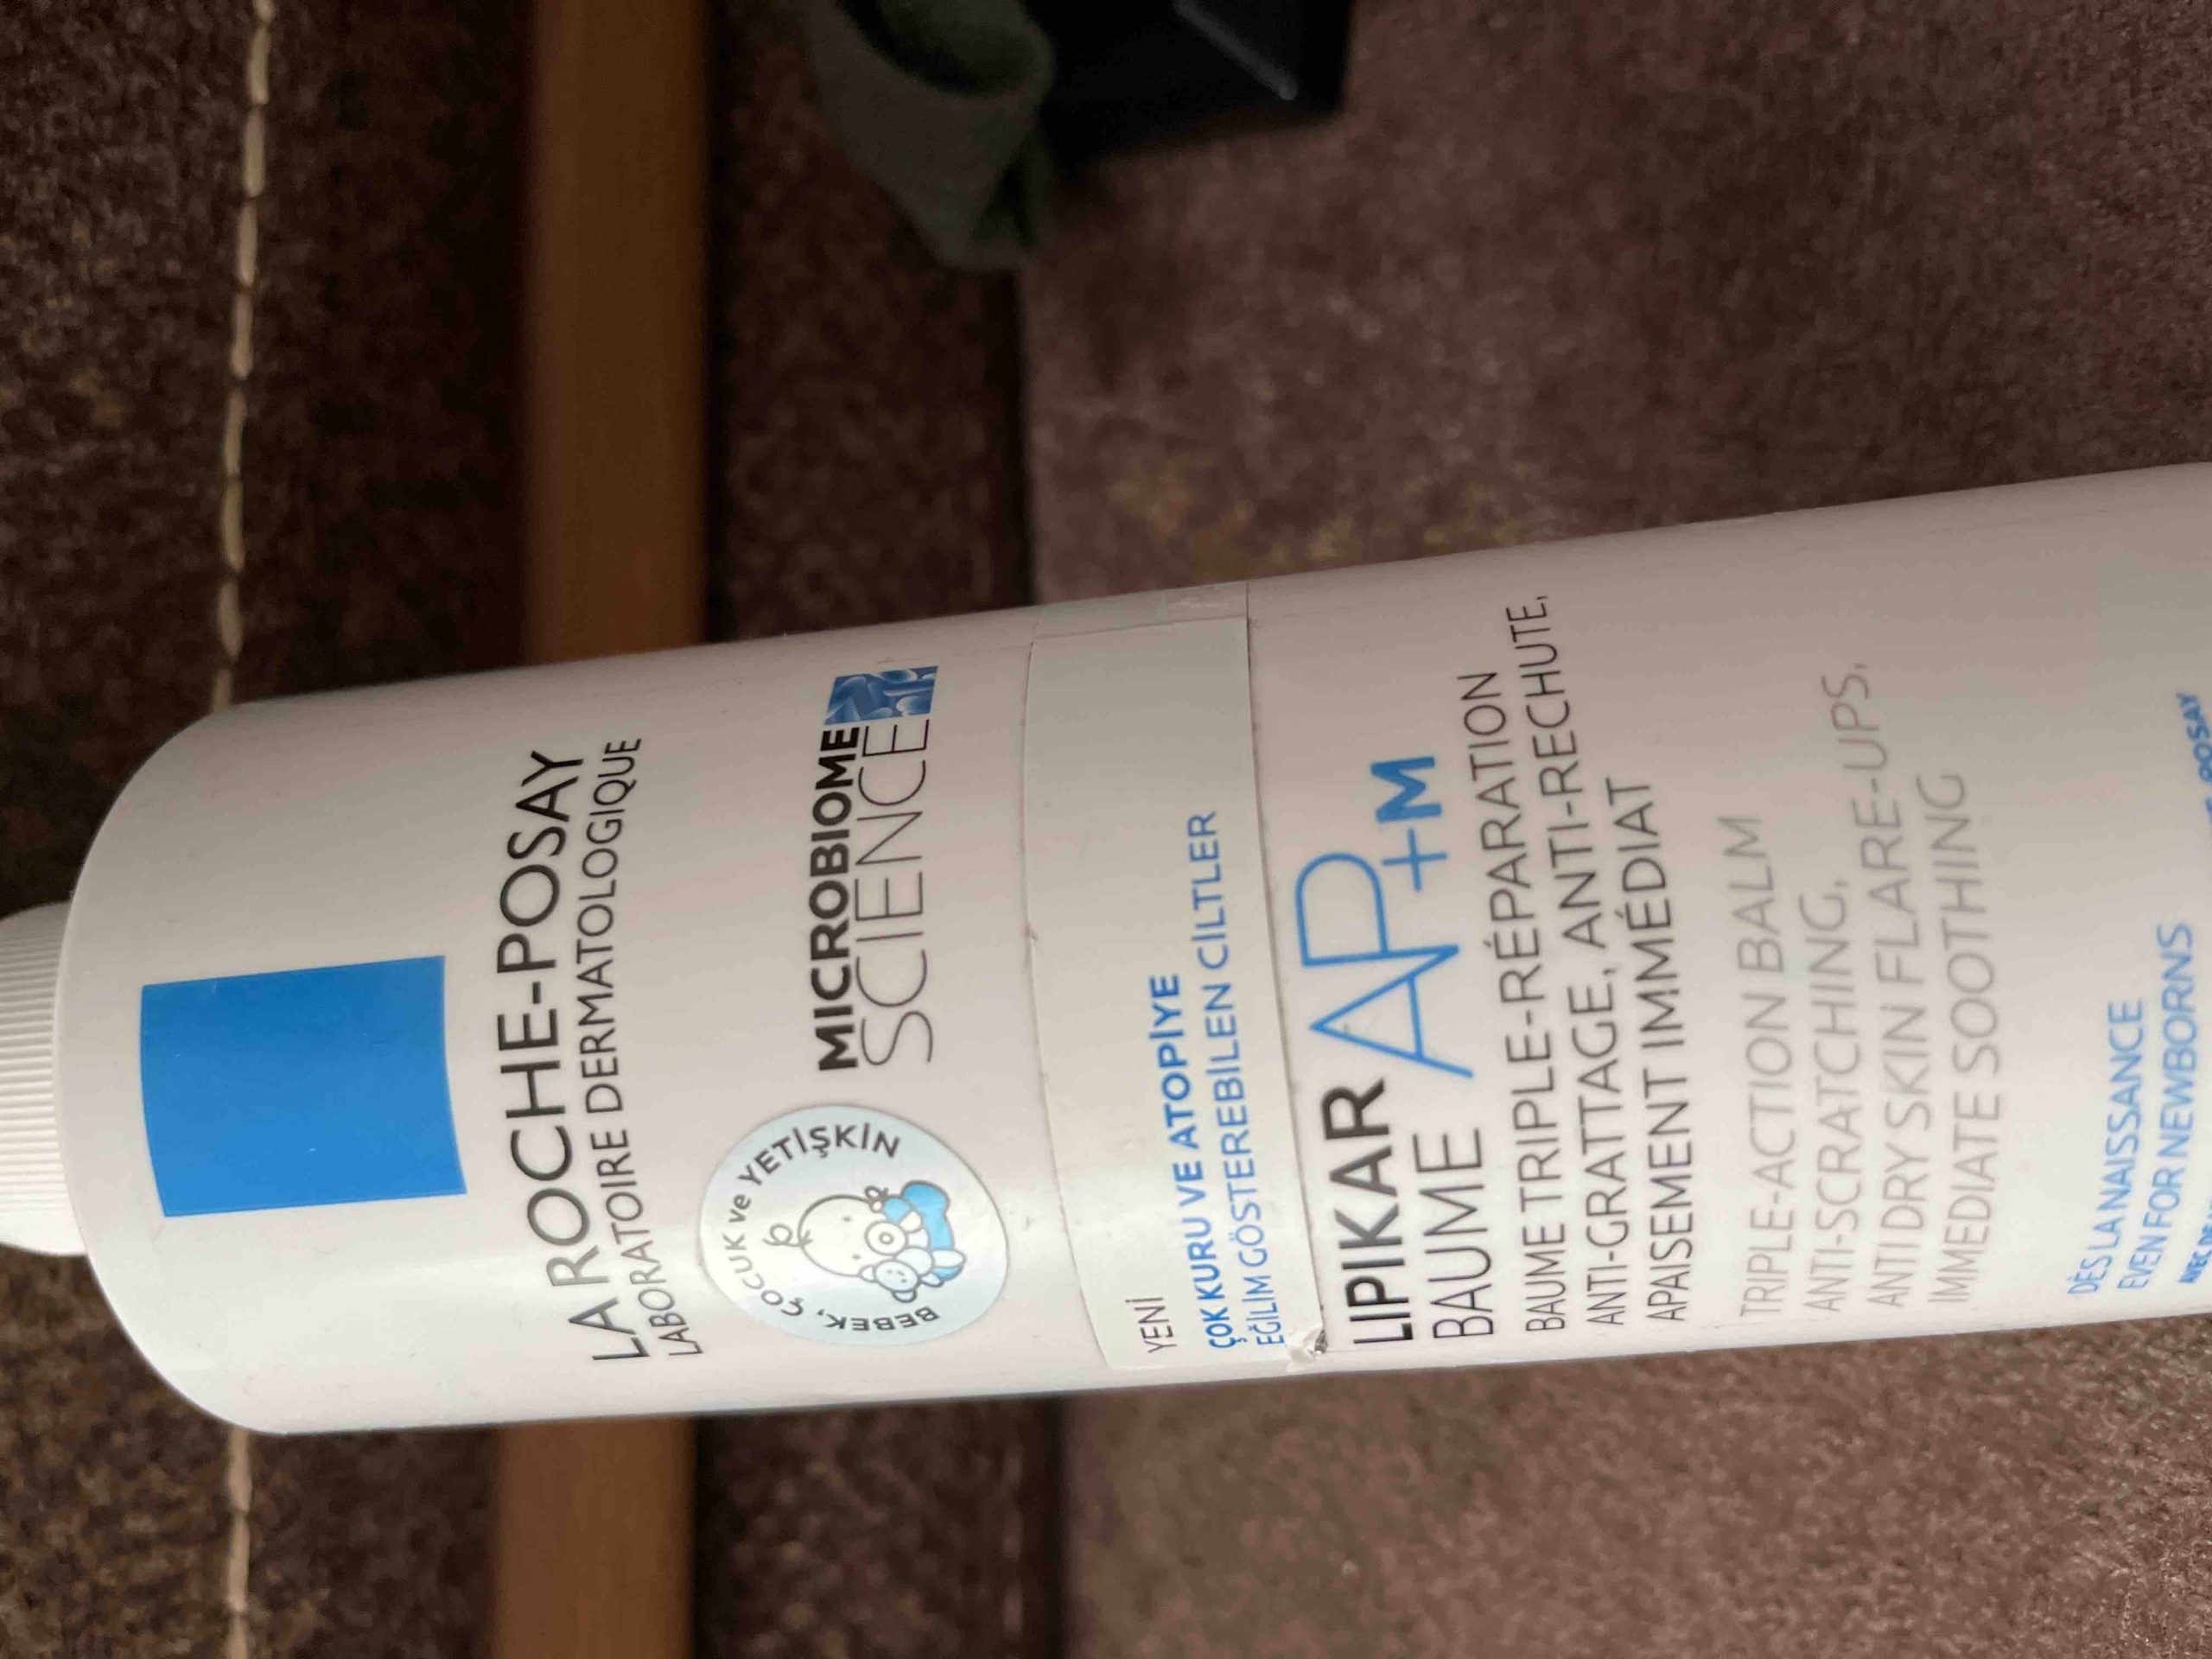 LA ROCHE-POSAY
LABORATOIRE DERMATOLOGIQUE
BEBEK, ÇOCUK ve YETİŞKİN
MICROBIOME
SCIENCE
YENİ
ÇOK KURU VE ATOPİYE
EĞİLİM GÖSTEREBİLEN CİLTLER
LIPIKAR
BAUME AP+M
BAUME TRIPLE-RÉPARATION
ANTI-GRATTAGE, ANTI-RECHUTE,
APAISEMENT IMMÉDIAT
TRIPLE-ACTION BALM
ANTI-SCRATCHING,
ANTI DRY SKIN FLARE-UPS,
IMMEDIATE SOOTHING
DÈS LA NAISSANCE
EVEN FOR NEWBORNS
AVEC